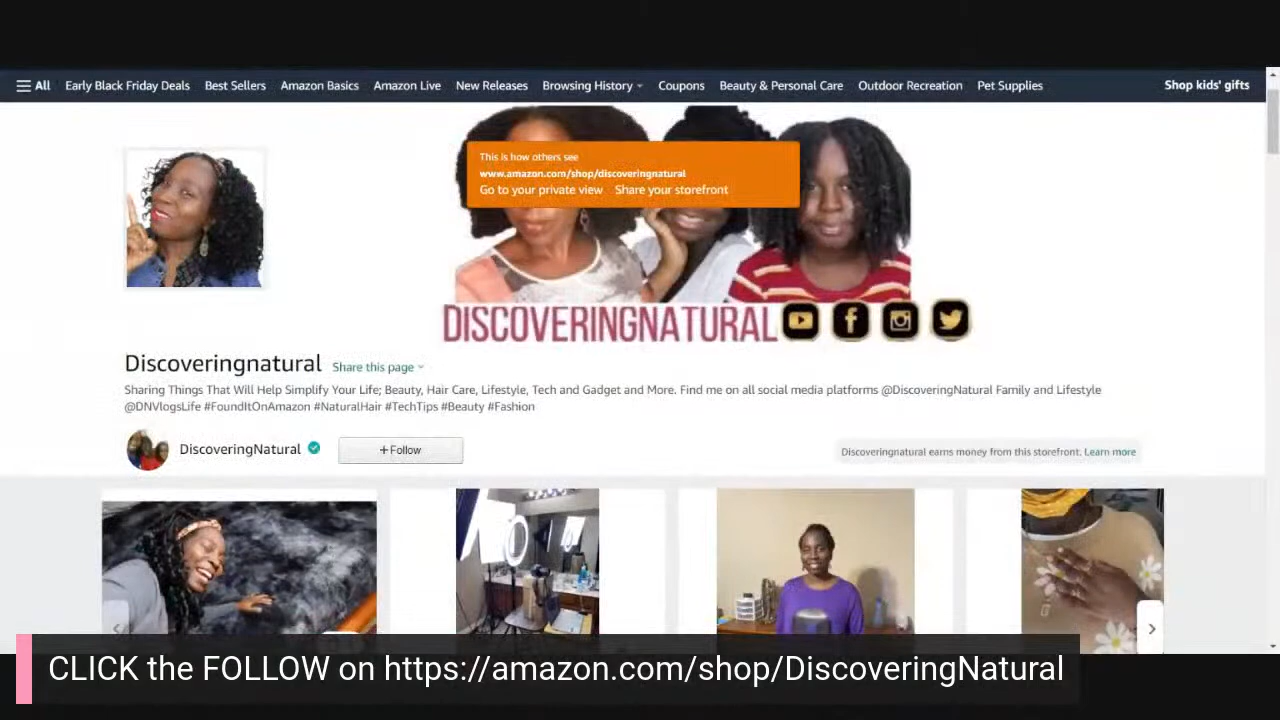 All Early Black Friday Deals Best Sellers Amazon Basics Amazon Live New Releases Browsing History Coupons Beauty & Personal Care Outdoor Recreation Pet Supplies Shop kids' gifts
This is how others see
www.amazon.com/shop/discoveringnatural
Go to your private view Share your storefront
DISCOVERINGNATURAL
Discoveringnatural Share this page
Sharing Things That Will Help Simplify Your Life; Beauty, Hair Care, Lifestyle, Tech and Gadget and More. Find me on all social media platforms @DiscoveringNatural Family and Lifestyle
@DNVlogsLife #FoundItOnAmazon #NaturalHair #TechTips #Beauty #Fashion
DiscoveringNatural +Follow Discoveringnatural earns money from this storefront. Learn more
CLICK the FOLLOW on https://amazon.com/shop/DiscoveringNatural